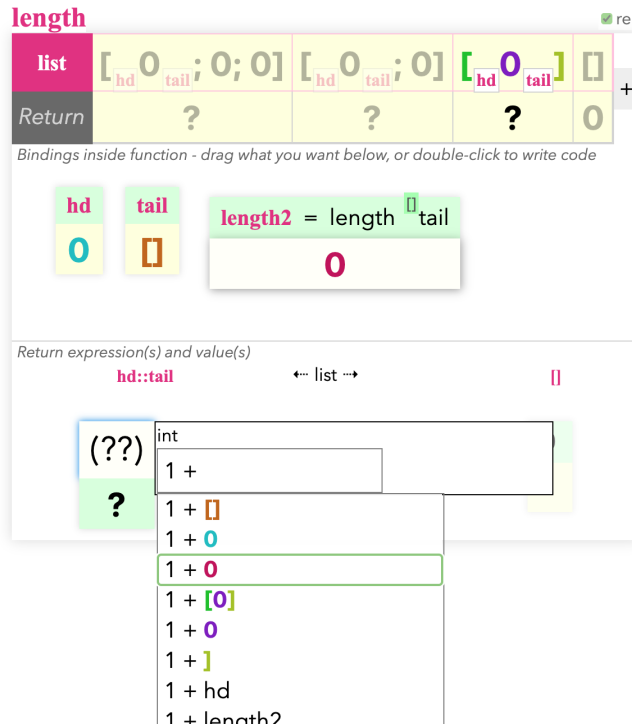 length
re
list [ hd 0 tail ; 0; 0] [ hd 0 tail ; 0] [ hd 0 tail ] []
+
Return ? ? ? 0
Bindings inside function - drag what you want below, or double-click to write code
hd tail
0 []
length2 = length [] tail
0
Return expression(s) and value(s)
hd::tail ⇠ list ⇢ []
(??) int )
1 +
?
1 + []
1 + 0
1 + 0
1 + [0]
1 + 0
1 + ]
1 + hd
1 + length2